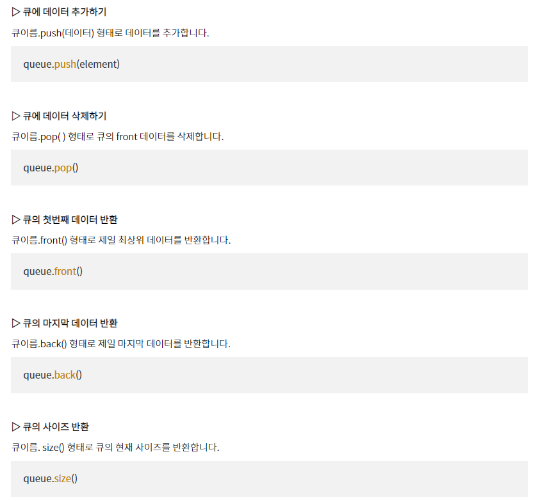 ▷ 큐에 데이터 추가하기
큐이름.push(데이터) 형태로 데이터를 추가합니다.
queue.push(element)
▷ 큐에 데이터 삭제하기
큐이름.pop( ) 형태로 큐의 front 데이터를 삭제합니다.
queue.pop()
▷ 큐의 첫번째 데이터 반환
큐이름.front() 형태로 제일 최상위 데이터를 반환합니다.
queue.front()
▷ 큐의 마지막 데이터 반환
큐이름.back() 형태로 제일 마지막 데이터를 반환합니다.
queue.back()
▷ 큐의 사이즈 반환
큐이름. size() 형태로 큐의 현재 사이즈를 반환합니다.
queue.size()